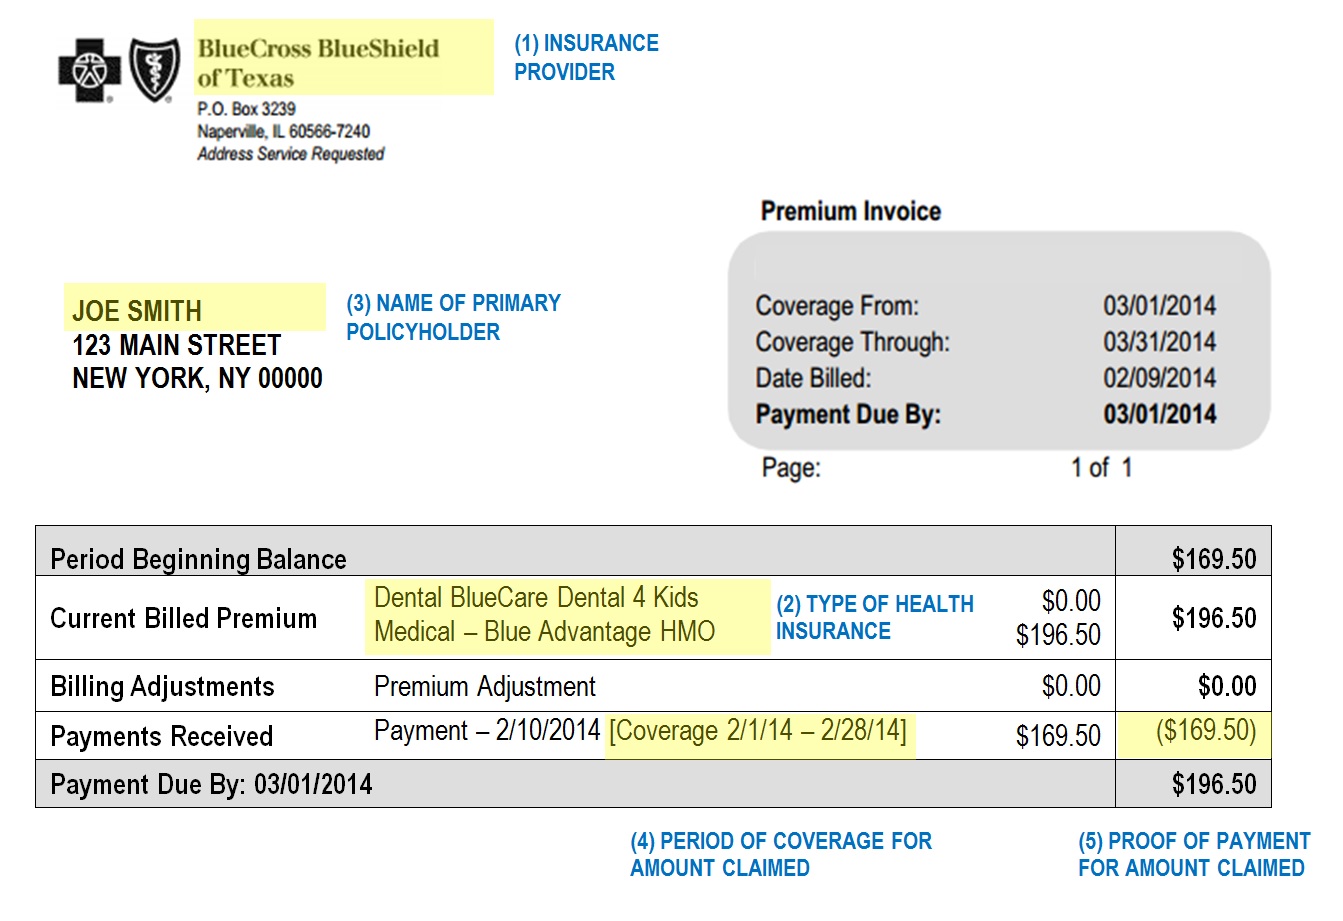 BlueCross BlueShield
of Texas
(1) INSURANCE
PROVIDER
P.O. Box 3239
Naperville, IL 60566-7240
Address Service Requested
Premium Invoice
JOE SMITH
123 MAIN STREET
NEW YORK, NY 00000
(3) NAME OF PRIMARY
POLICYHOLDER
Coverage From: 03/01/2014
Coverage Through: 03/31/2014
Date Billed: 02/09/2014
Payment Due By: 03/01/2014
Page: 1 of 1
Period Beginning Balance $169.50
Current Billed Premium
Dental BlueCare Dental 4 Kids $0.00
Medical – Blue Advantage HMO $196.50
(2) TYPE OF HEALTH
INSURANCE
$196.50
Billing Adjustments Premium Adjustment $0.00 $0.00
Payments Received Payment – 2/10/2014 [Coverage 2/1/14 – 2/28/14] $169.50 ($169.50)
Payment Due By: 03/01/2014 $196.50
(4) PERIOD OF COVERAGE FOR
AMOUNT CLAIMED
(5) PROOF OF PAYMENT
FOR AMOUNT CLAIMED